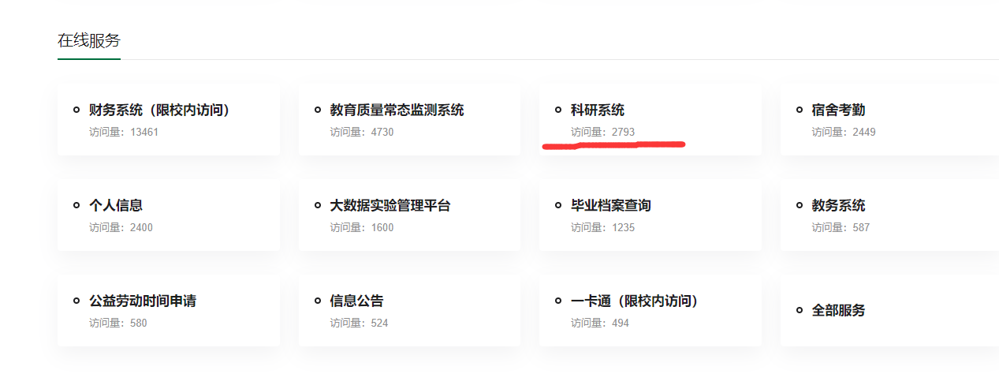 在线服务
财务系统（限校内访问）
访问量：13461
教育质量常态监测系统
访问量：4730
科研系统
访问量：2793
宿舍考勤
访问量：2449
个人信息
访问量：2400
大数据实验管理平台
访问量：1600
毕业档案查询
访问量：1235
教务系统
访问量：587
公益劳动时间申请
访问量：580
信息公告
访问量：524
一卡通（限校内访问）
访问量：494
全部服务